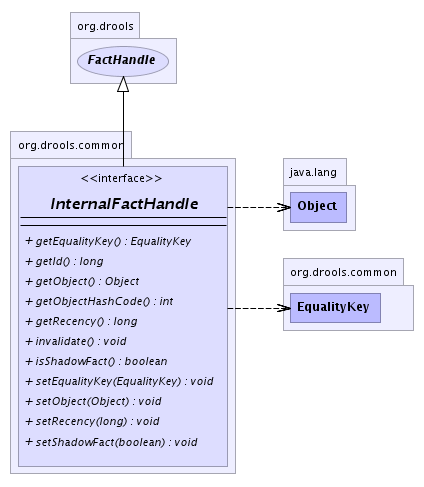 org.drools
FactHandle
org.drools.common
<<interface>>
InternalFactHandle
+ getEqualityKey() : EqualityKey
+ getId() : long
+ getObject() : Object
+ getObjectHashCode() : int
+ getRecency() : long
+ invalidate() : void
+ isShadowFact() : boolean
+ setEqualityKey(EqualityKey) : void
+ setObject(Object) : void
+ setRecency(long) : void
+ setShadowFact(boolean) : void
java.lang
Object
org.drools.common
EqualityKey